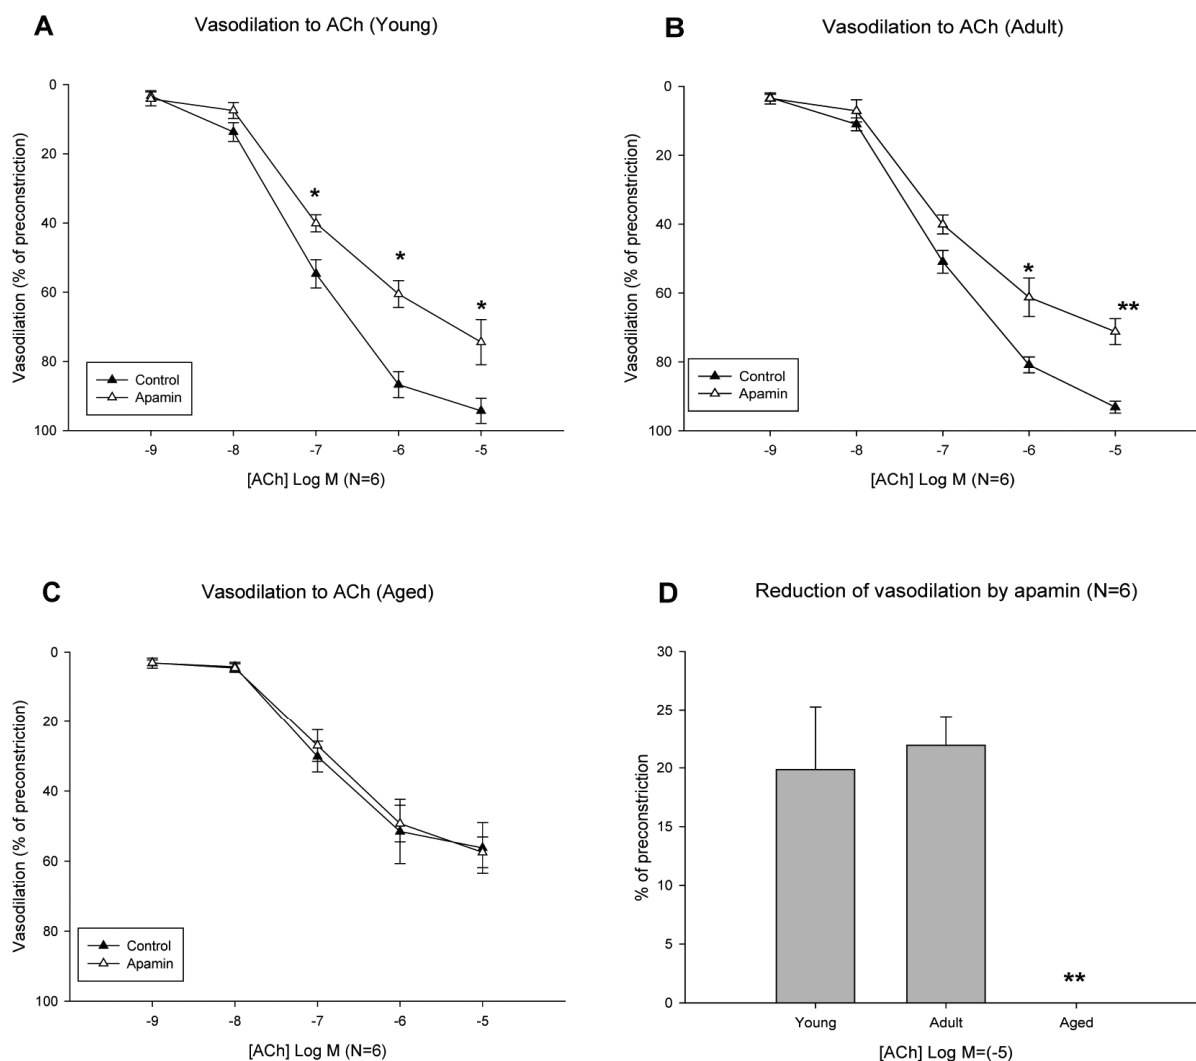 A
Vasodilation to ACh (Young)
Vasodilation (% of preconstriction)
0
20
40
60
80
100
*
*
*
Control
Apamin
-9
-8
-7
-6
-5
[ACh] Log M (N=6)
B
Vasodilation to ACh (Adult)
Vasodilation (% of preconstriction)
0
20
40
60
80
100
*
**
Control
Apamin
-9
-8
-7
-6
-5
[ACh] Log M (N=6)
C
Vasodilation to ACh (Aged)
Vasodilation (% of preconstriction)
0
20
40
60
80
100
Control
Apamin
-9
-8
-7
-6
-5
[ACh] Log M (N=6)
D
Reduction of vasodilation by apamin (N=6)
% of preconstriction
30
25
20
15
10
5
0
**
Young
Adult
Aged
[ACh] Log M=(-5)